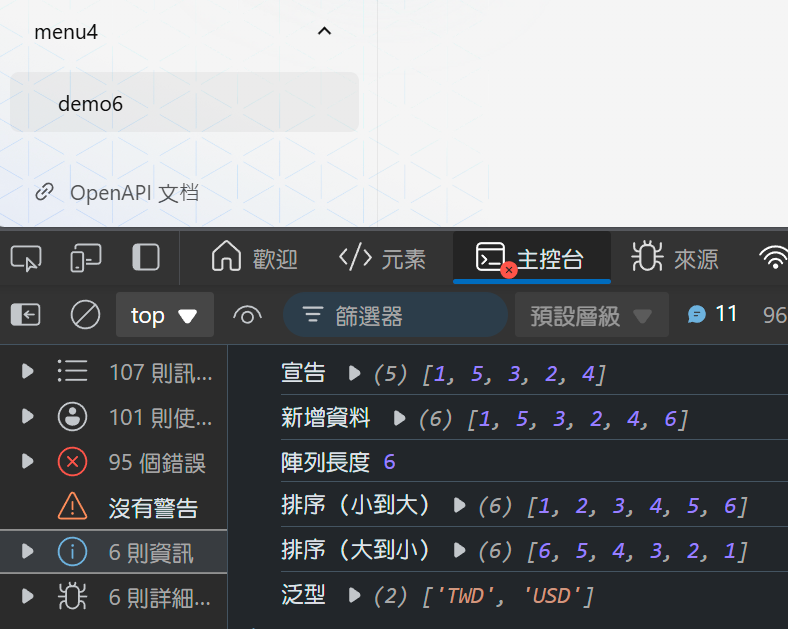 menu4
demo6
OpenAPI 文档
歡迎
元素
主控台
來源
top
篩選器
預設層級
11
96
107 則訊...
101 則使...
95 個錯誤
沒有警告
6 則資訊
6 則詳細...
宣告 (5) [1, 5, 3, 2, 4]
新增資料 (6) [1, 5, 3, 2, 4, 6]
陣列長度 6
排序（小到大） (6) [1, 2, 3, 4, 5, 6]
排序（大到小） (6) [6, 5, 4, 3, 2, 1]
泛型 (2) ['TWD', 'USD']